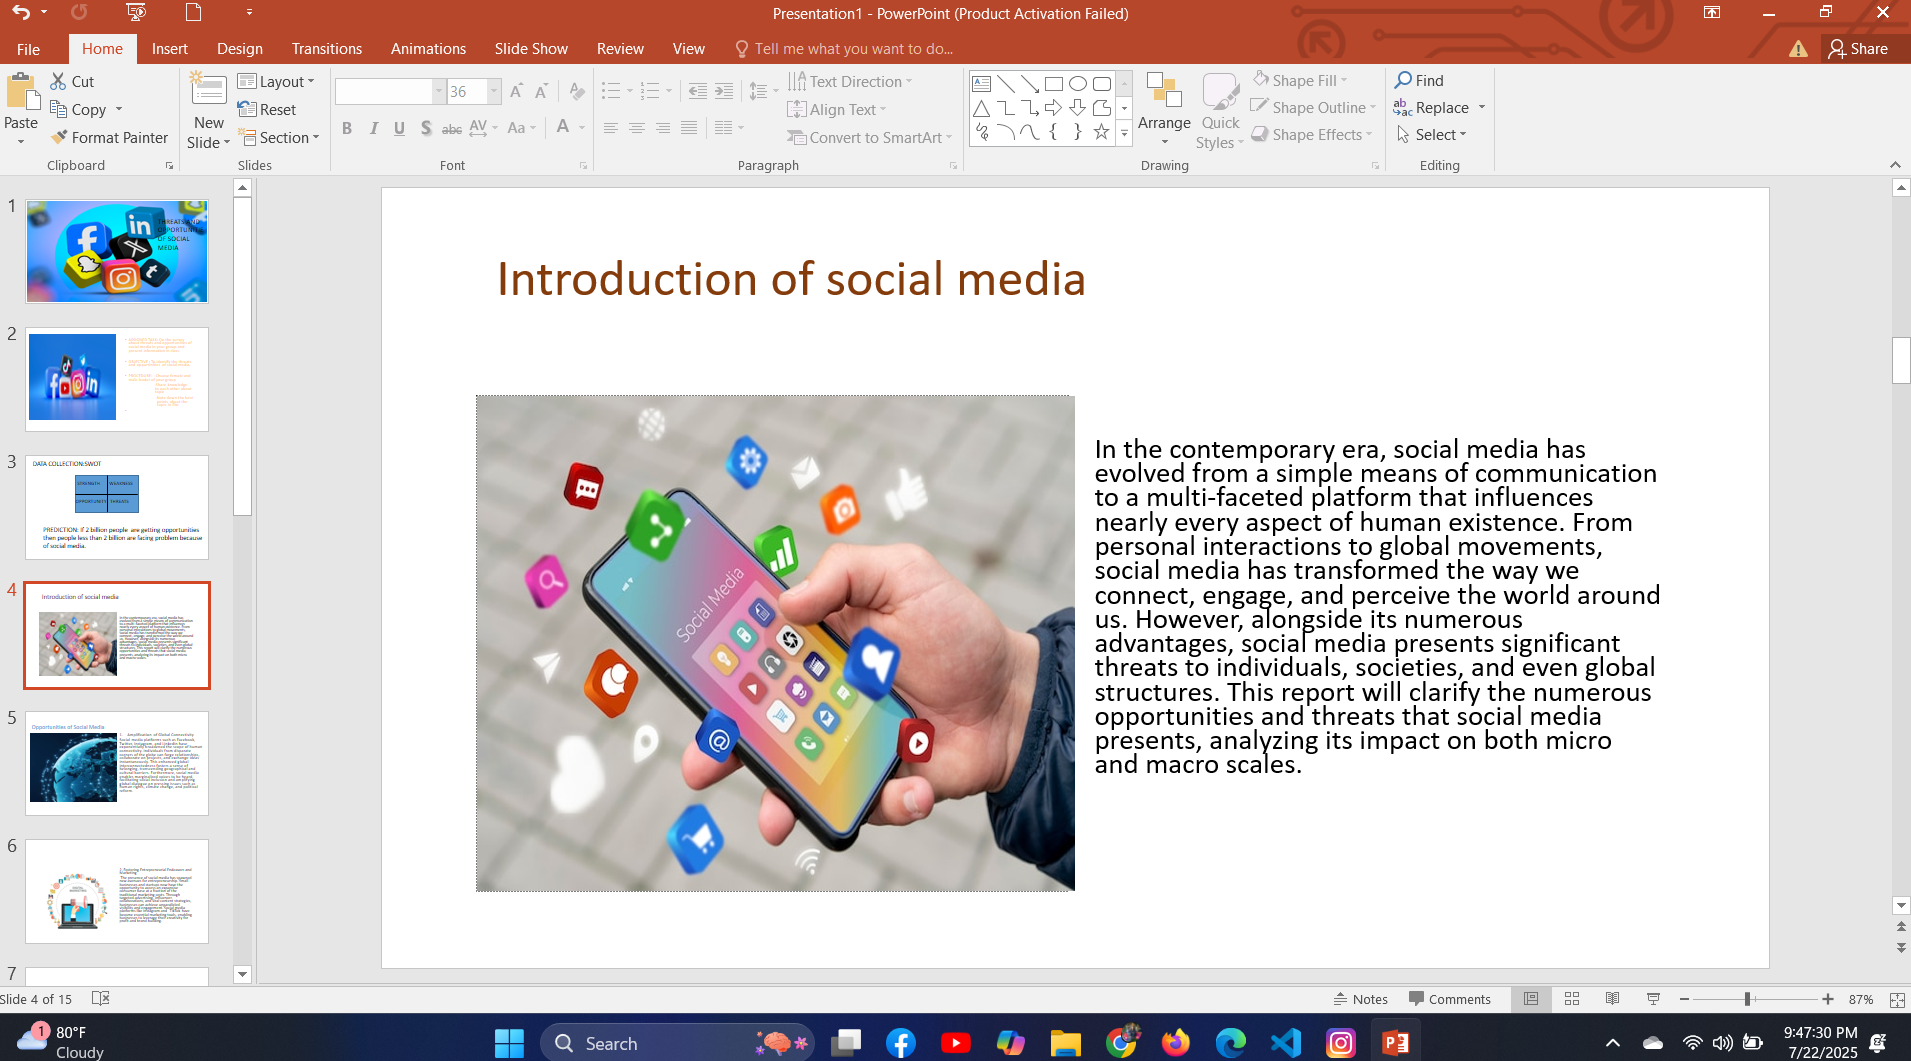 Presentation1 - PowerPoint (Product Activation Failed)
File
Home
Insert
Design
Transitions
Animations
Slide Show
Review
View
Tell me what you want to do...
Share
Paste
Cut
Copy
Format Painter
Clipboard
New
Slide
Layout
Reset
Section
Slides
36
B I U S abc AV Aa A
Font
Text Direction
Align Text
Convert to SmartArt
Paragraph
Arrange
Quick
Styles
Shape Fill
Shape Outline
Shape Effects
Drawing
Find
Replace
Select
Editing
1
THREATS AND
OPPORTUNIT
OF SOCIAL
MEDIA
2
3
DATA COLLECTION:SWOT
STRENGTH WEAKNESS
OPPORTUNITY THREATS
PREDICTION: If 2 billion people are getting opportunities
then people less than 2 billion are facing problem because
of social media.
4
Introduction of social media
5
Opportunities of Social Media
6
7
Introduction of social media
Social Media
In the contemporary era, social media has
evolved from a simple means of communication
to a multi-faceted platform that influences
nearly every aspect of human existence. From
personal interactions to global movements,
social media has transformed the way we
connect, engage, and perceive the world around
us. However, alongside its numerous
advantages, social media presents significant
threats to individuals, societies, and even global
structures. This report will clarify the numerous
opportunities and threats that social media
presents, analyzing its impact on both micro
and macro scales.
Slide 4 of 15
Notes
Comments
87%
1
80°F
Cloudy
Search
9:47:30 PM
7/22/2025